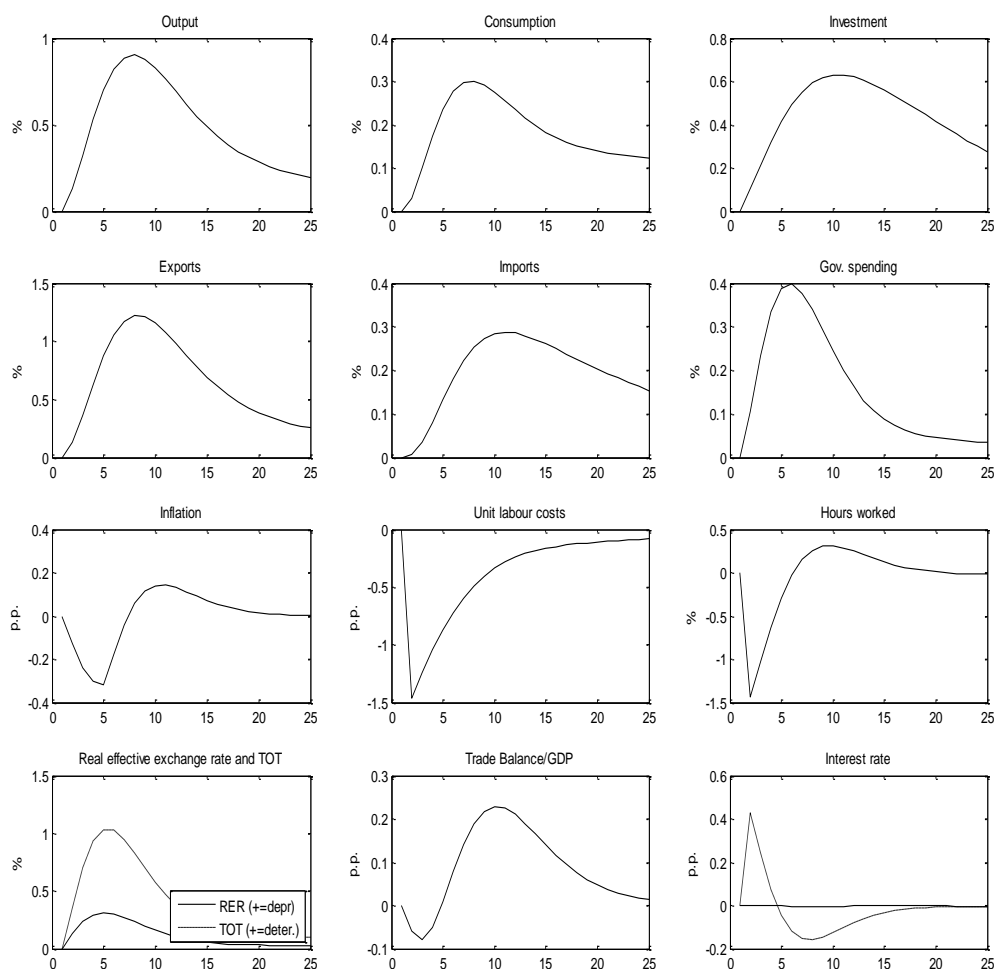 Output
1
0.5
0
%
0 5 10 15 20 25
Consumption
0.4
0.3
0.2
0.1
0
%
0 5 10 15 20 25
Investment
0.8
0.6
0.4
0.2
0
%
0 5 10 15 20 25
Exports
1.5
1
0.5
0
%
0 5 10 15 20 25
Imports
0.4
0.3
0.2
0.1
0
%
0 5 10 15 20 25
Gov. spending
0.4
0.3
0.2
0.1
0
%
0 5 10 15 20 25
Inflation
0.4
0.2
0
-0.2
-0.4
p.p.
0 5 10 15 20 25
Unit labour costs
0
-0.5
-1
-1.5
p.p.
0 5 10 15 20 25
Hours worked
0.5
0
-0.5
-1
-1.5
%
0 5 10 15 20 25
Real effective exchange rate and TOT
1.5
1
0.5
0
%
RER (+=depr)
TOT (+=deter.)
0 5 10 15 20 25
Trade Balance/GDP
0.3
0.2
0.1
0
-0.1
p.p.
0 5 10 15 20 25
Interest rate
0.6
0.4
0.2
0
-0.2
p.p.
0 5 10 15 20 25